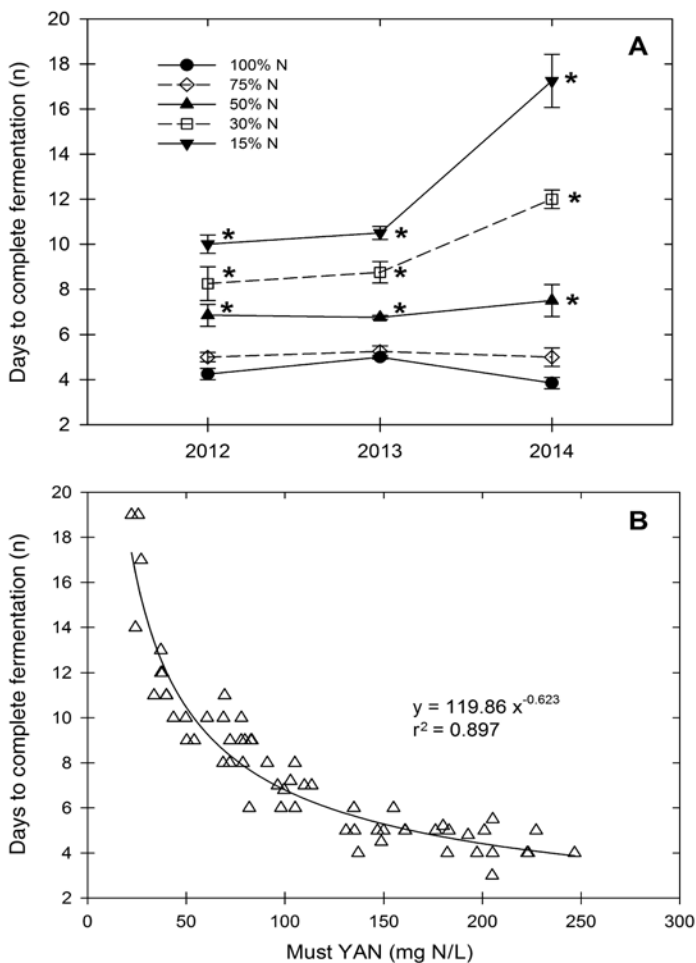 20
18
16
14
12
10
8
6
4
2
Days to complete fermentation (n)
A
100% N
75% N
50% N
30% N
15% N
*
*
*
*
*
*
*
*
*
2012 2013 2014
20
18
16
14
12
10
8
6
4
2
Days to complete fermentation (n)
B
y = 119.86 x^-0.623
r² = 0.897
0 50 100 150 200 250 300
Must YAN (mg N/L)